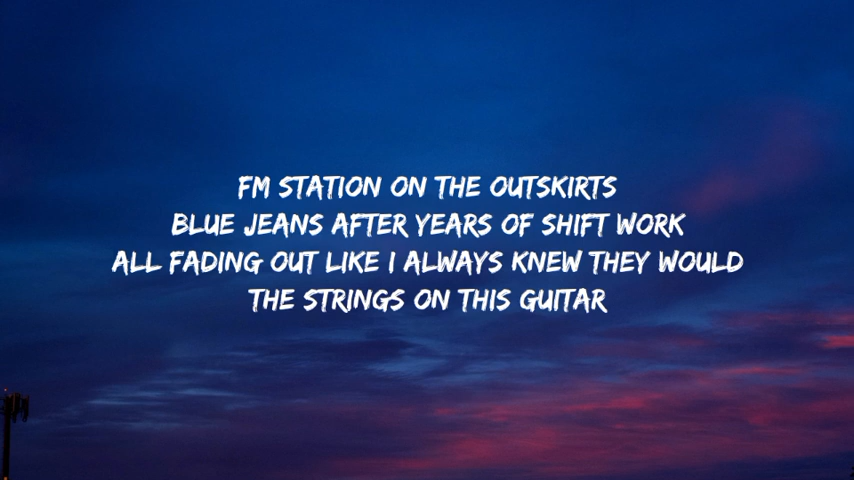 FM STATION ON THE OUTSKIRTS
BLUE JEANS AFTER YEARS OF SHIFT WORK
ALL FADING OUT LIKE I ALWAYS KNEW THEY WOULD
THE STRINGS ON THIS GUITAR